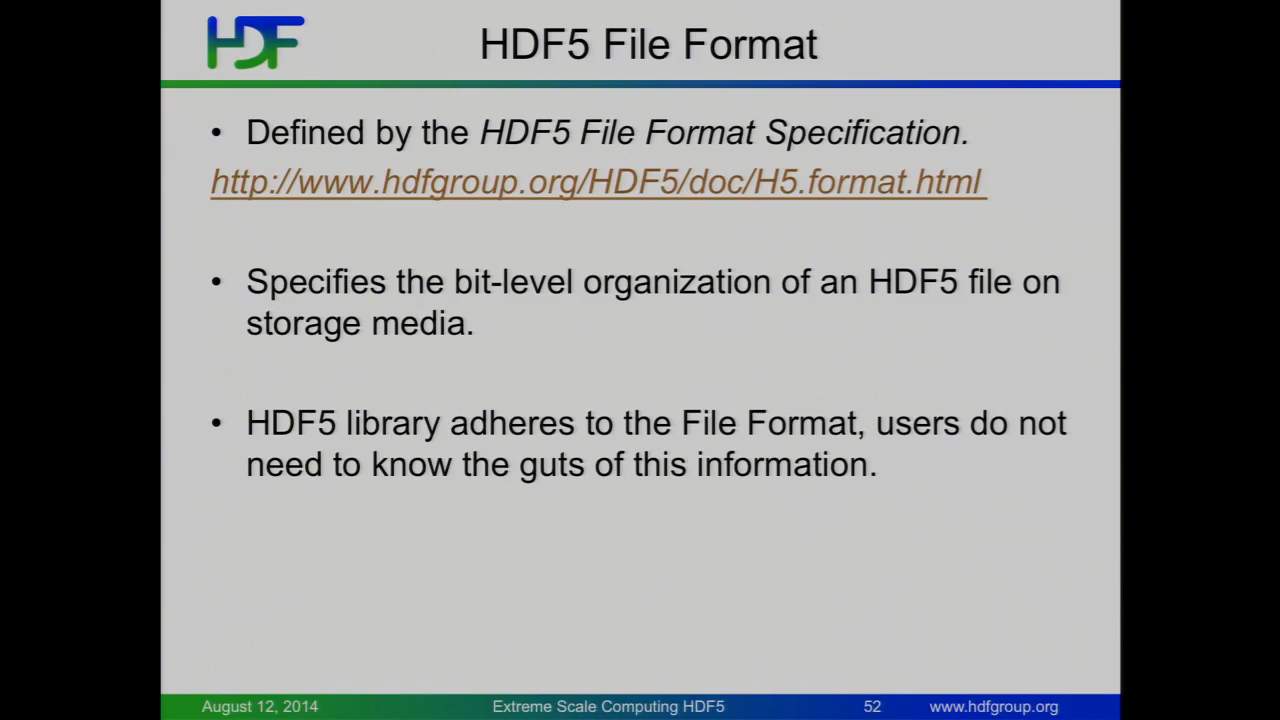 HDF
HDF5 File Format
• Defined by the HDF5 File Format Specification.
http://www.hdfgroup.org/HDF5/doc/H5.format.html
• Specifies the bit-level organization of an HDF5 file on
storage media.
• HDF5 library adheres to the File Format, users do not
need to know the guts of this information.
August 12, 2014 Extreme Scale Computing HDF5 52 www.hdfgroup.org